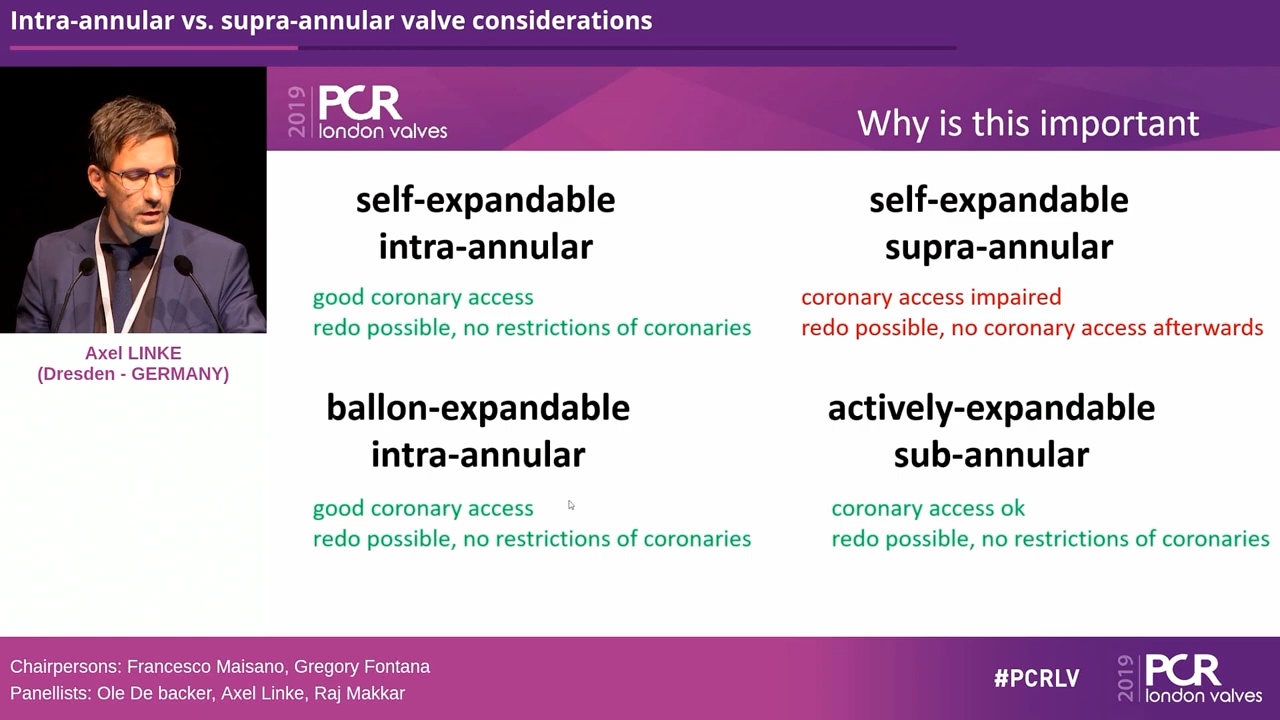 Intra-annular vs. supra-annular valve considerations
2019
PCR
london valves
Why is this important
self-expandable
intra-annular
good coronary access
redo possible, no restrictions of coronaries
self-expandable
supra-annular
coronary access impaired
redo possible, no coronary access afterwards
ballon-expandable
intra-annular
good coronary access
redo possible, no restrictions of coronaries
actively-expandable
sub-annular
coronary access ok
redo possible, no restrictions of coronaries
Axel LINKE
(Dresden - GERMANY)
Chairpersons: Francesco Maisano, Gregory Fontana
Panellists: Ole De backer, Axel Linke, Raj Makkar
#PCRLV
2019
PCR
london valves